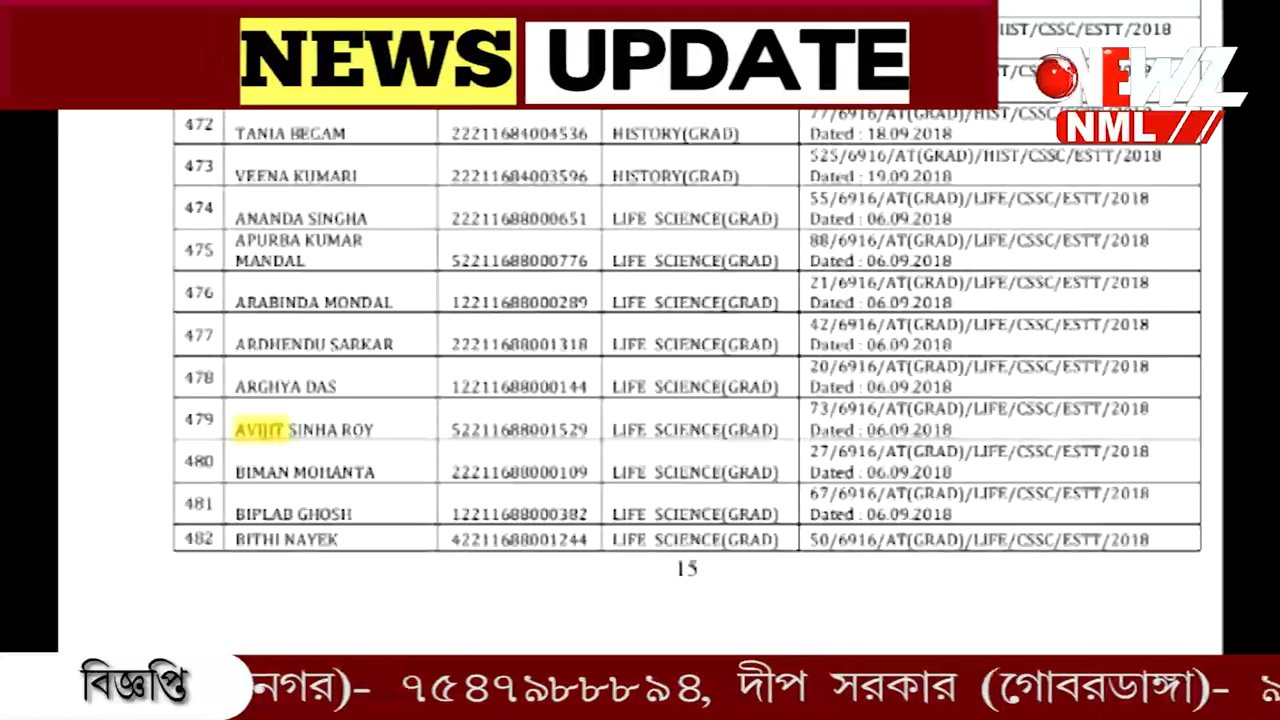 NEWS UPDATE
HIST/CSSC/ESTT/2018
NEWZ
NML
472 TANIA BEGAM 22211684004536 HISTORY(GRAD) 77/6916/AT(GRAD)/HIST/CSSC/ESTT/2018
Dated : 18.09.2018
473 VEENA KUMARI 22211684003596 HISTORY(GRAD) 525/6916/AT(GRAD)/HIST/CSSC/ESTT/2018
Dated : 19.09.2018
474 ANANDA SINGHA 22211688000651 LIFE SCIENCE(GRAD) 55/6916/AT(GRAD)/LIFE/CSSC/ESTT/2018
Dated : 06.09.2018
475 APURBA KUMAR MANDAL 52211688000776 LIFE SCIENCE(GRAD) 88/6916/AT(GRAD)/LIFE/CSSC/ESTT/2018
Dated : 06.09.2018
476 ARABINDA MONDAL 12211688000289 LIFE SCIENCE(GRAD) 21/6916/AT(GRAD)/LIFE/CSSC/ESTT/2018
Dated : 06.09.2018
477 ARDHENDU SARKAR 22211688001318 LIFE SCIENCE(GRAD) 42/6916/AT(GRAD)/LIFE/CSSC/ESTT/2018
Dated : 06.09.2018
478 ARGHYA DAS 12211688000144 LIFE SCIENCE(GRAD) 20/6916/AT(GRAD)/LIFE/CSSC/ESTT/2018
Dated : 06.09.2018
479 AVIJIT SINHA ROY 52211688001529 LIFE SCIENCE(GRAD) 73/6916/AT(GRAD)/LIFE/CSSC/ESTT/2018
Dated : 06.09.2018
480 BIMAN MOHANTA 22211688000109 LIFE SCIENCE(GRAD) 27/6916/AT(GRAD)/LIFE/CSSC/ESTT/2018
Dated : 06.09.2018
481 BIPLAB GHOSH 12211688000382 LIFE SCIENCE(GRAD) 67/6916/AT(GRAD)/LIFE/CSSC/ESTT/2018
Dated : 06.09.2018
482 BITHI NAYEK 42211688001244 LIFE SCIENCE(GRAD) 50/6916/AT(GRAD)/LIFE/CSSC/ESTT/2018
15
বিজ্ঞপ্তি নগর)- ৭৫৪৭৯৮৮৮৯৪, দীপ সরকার (গোবরডাঙ্গা)- ৯